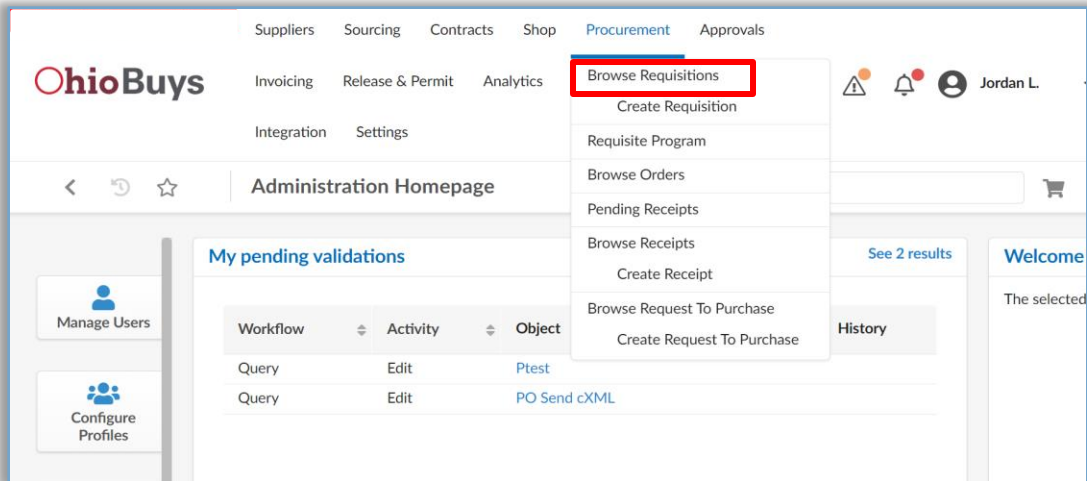 Suppliers Sourcing Contracts Shop Procurement Approvals
OhioBuys
Invoicing Release & Permit Analytics
Jordan L.
Integration Settings
Browse Requisitions
Create Requisition
Requisite Program
Browse Orders
Pending Receipts
Browse Receipts
Create Receipt
Browse Request To Purchase
Create Request To Purchase
Administration Homepage
Manage Users
Configure
Profiles
My pending validations See 2 results
Workflow Activity Object History
Query Edit Ptest
Query Edit PO Send cXML
Welcome
The selected